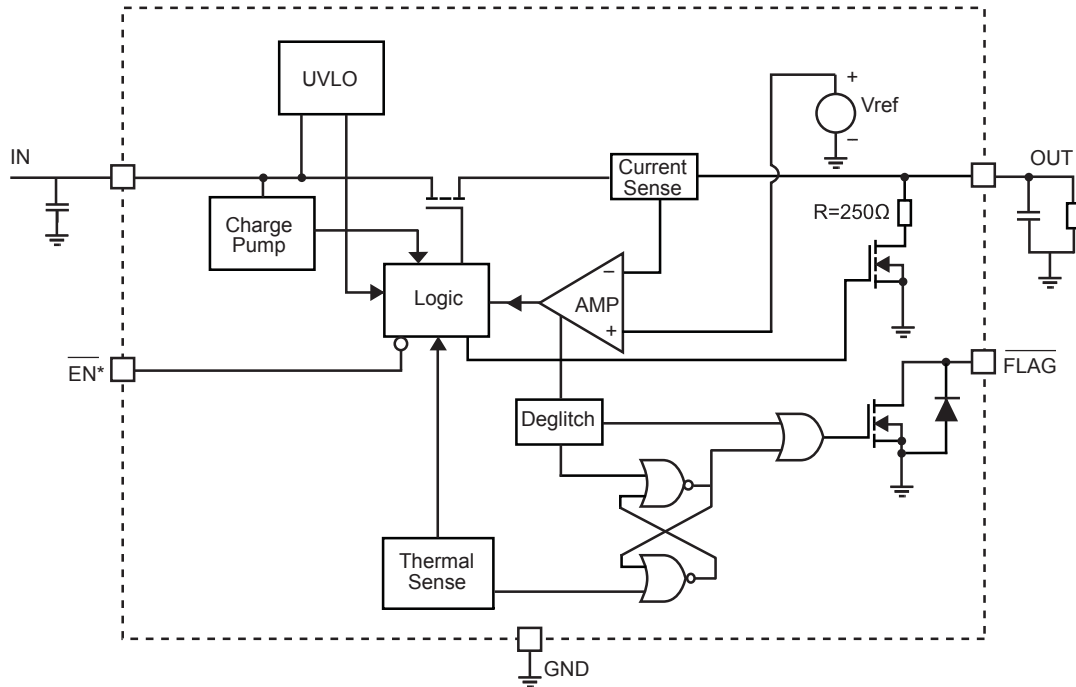 UVLO
+
Vref
–
IN
OUT
Current
Sense
Charge
Pump
R=250Ω
Logic
–
AMP
+
EN*
FLAG
Deglitch
Thermal
Sense
GND